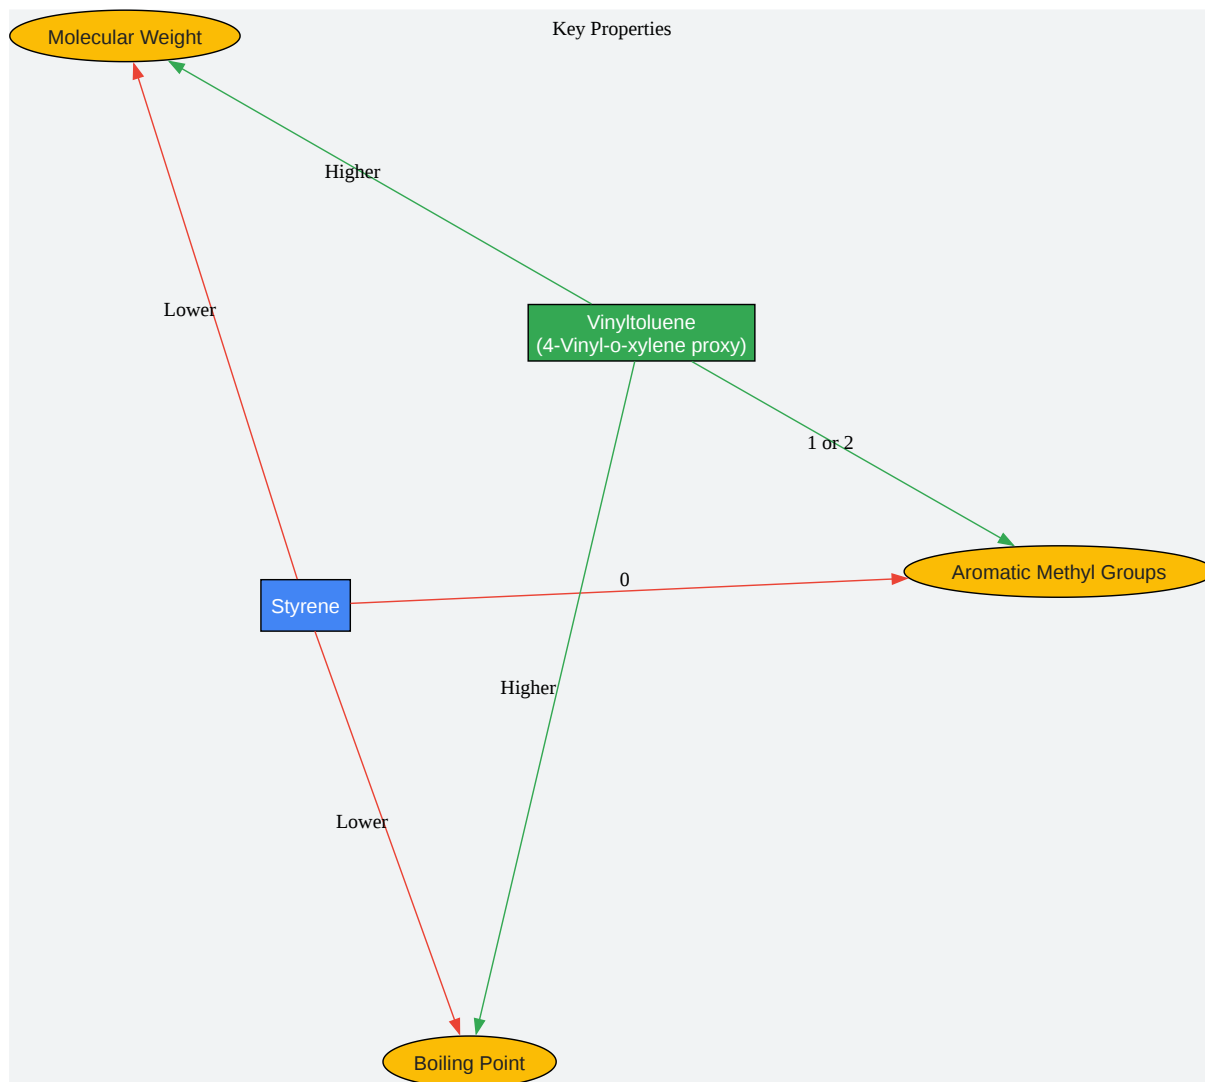 Key Properties
Molecular Weight
Higher
Lower
Vinyltoluene
(4-Vinyl-o-xylene proxy)
1 or 2
Aromatic Methyl Groups
0
Styrene
Higher
Lower
Boiling Point